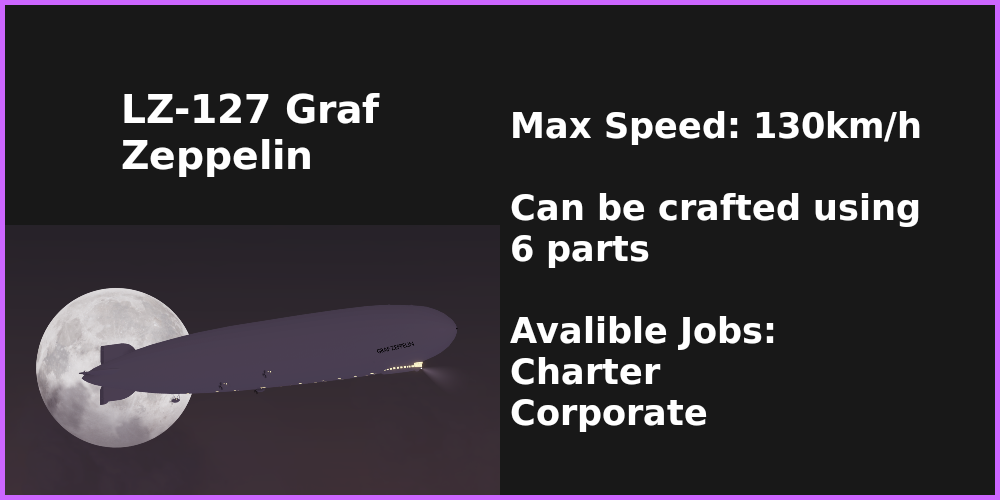 LZ-127 Graf
Zeppelin
Max Speed: 130km/h
Can be crafted using
6 parts
Avalible Jobs:
Charter
Corporate
GRAF ZEPPELIN